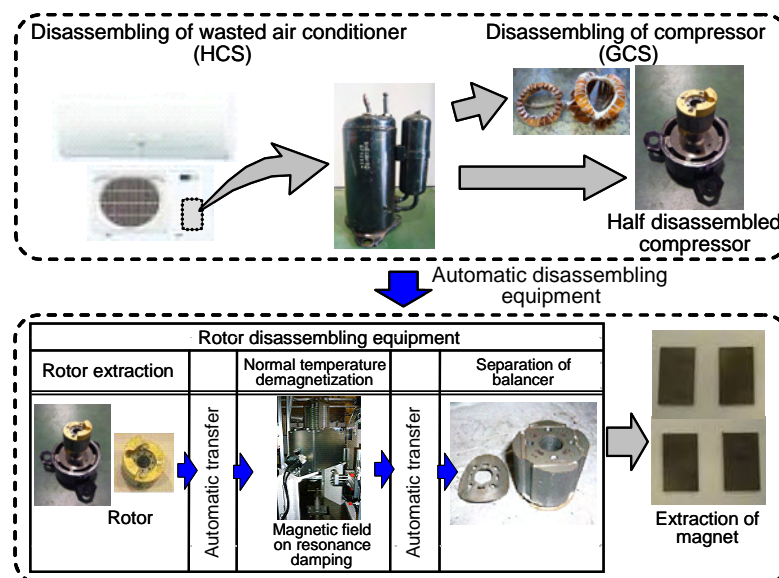 Disassembling of wasted air conditioner
(HCS)
Disassembling of compressor
(GCS)
Half disassembled
compressor
Automatic disassembling
equipment
Rotor disassembling equipment
Rotor extraction
Automatic transfer
Normal temperature
demagnetization
Automatic transfer
Separation of
balancer
Rotor
Magnetic field
on resonance
damping
Extraction of
magnet